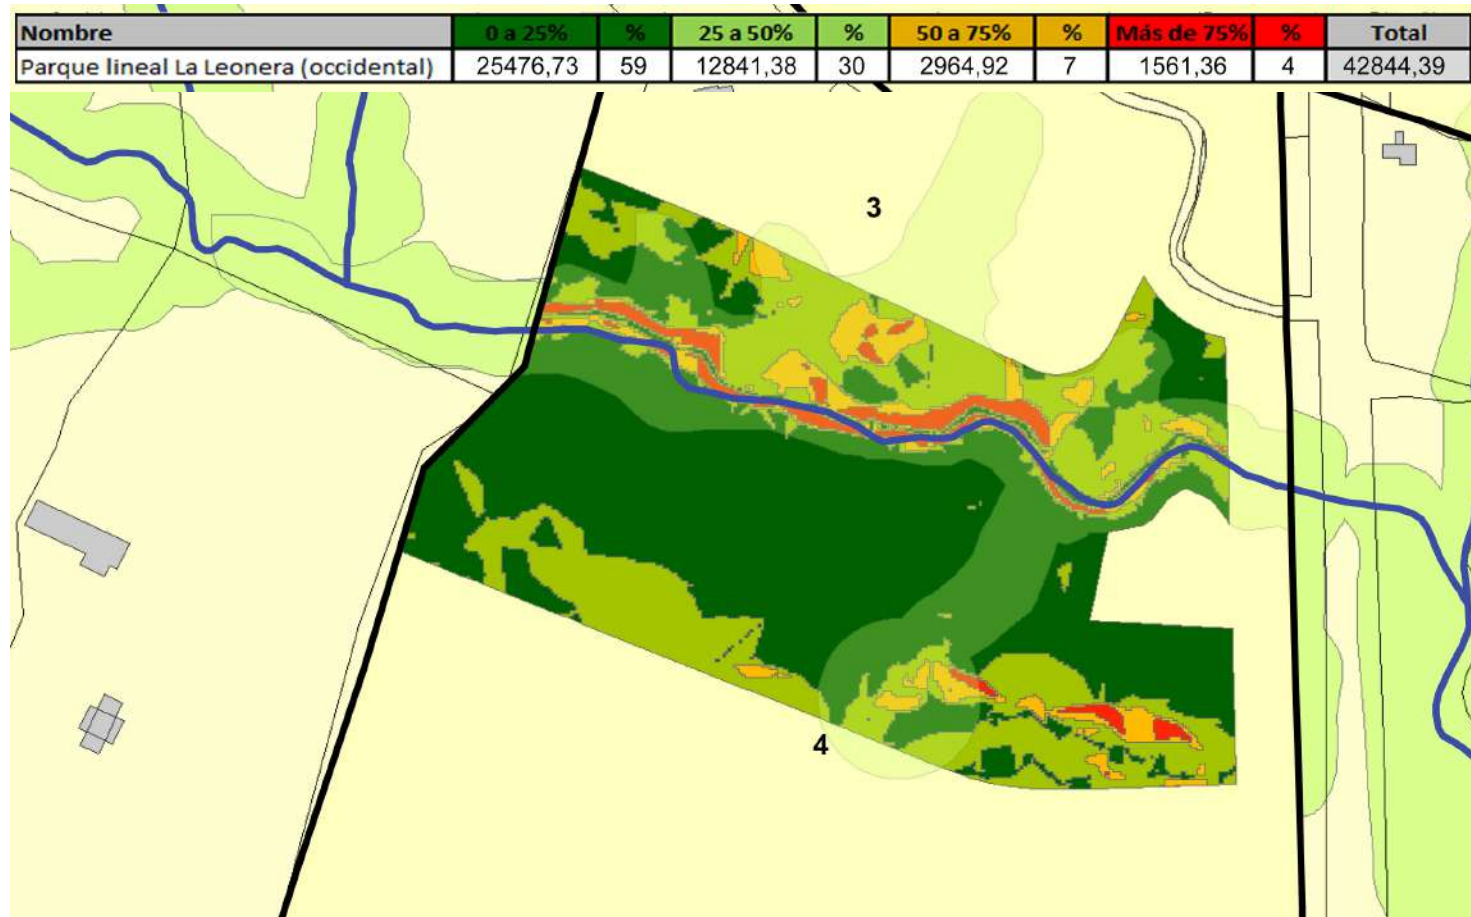 Nombre 0 a 25% % 25 a 50% % 50 a 75% % Más de 75% % Total
Parque lineal La Leonera (occidental) 25476,73 59 12841,38 30 2964,92 7 1561,36 4 42844,39
3
4